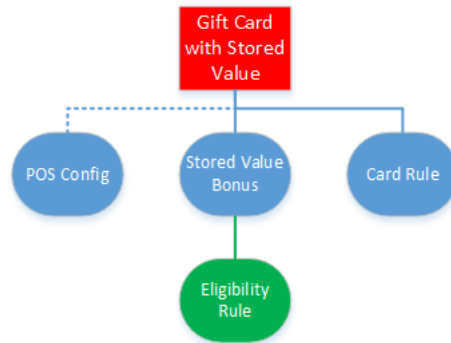 Gift Card
with Stored
Value
POS Config
Stored Value
Bonus
Card Rule
Eligibility
Rule